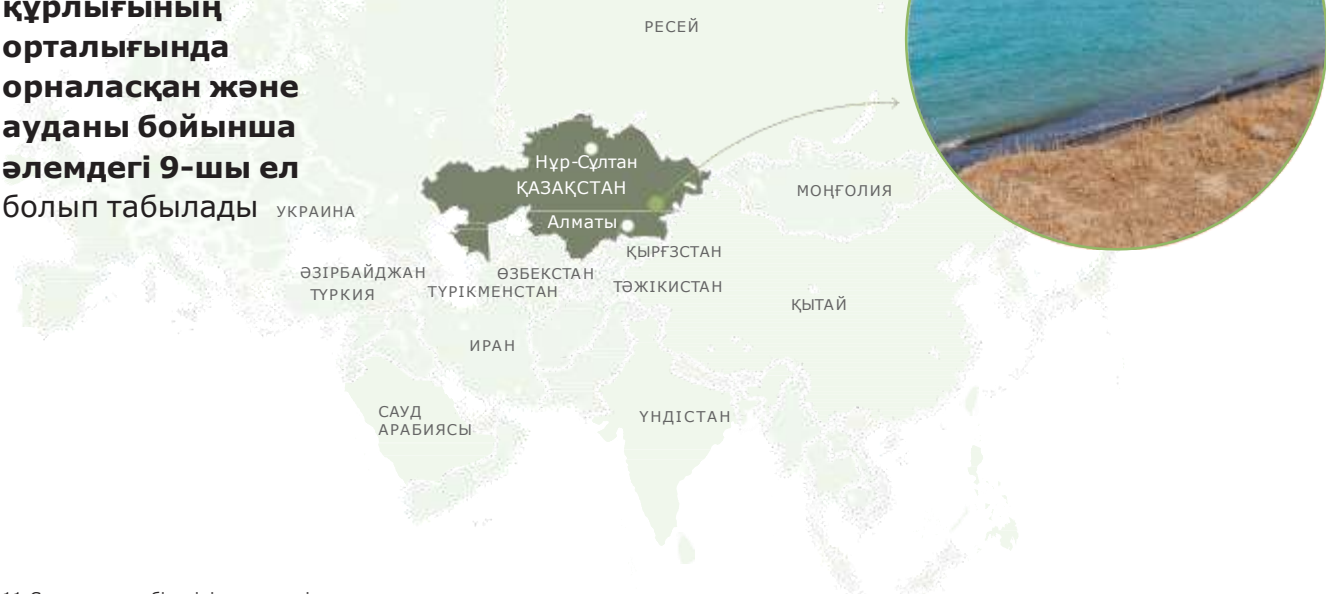 құрлығының
орталығында
орналасқан және
ауданы бойынша
әлемдегі 9-шы ел
болып табылады
РЕСЕЙ
Нұр-Сұлтан
ҚАЗАҚСТАН
Алматы
МОҢҒОЛИЯ
УКРАИНА
ҚЫРҒЗСТАН
ӘЗІРБАЙДЖАН
ӨЗБЕКСТАН
ТҮРКИЯ
ТҮРІКМЕНСТАН
ТӘЖІКИСТАН
ҚЫТАЙ
ИРАН
САУД
АРАБИЯСЫ
ҮНДІСТАН